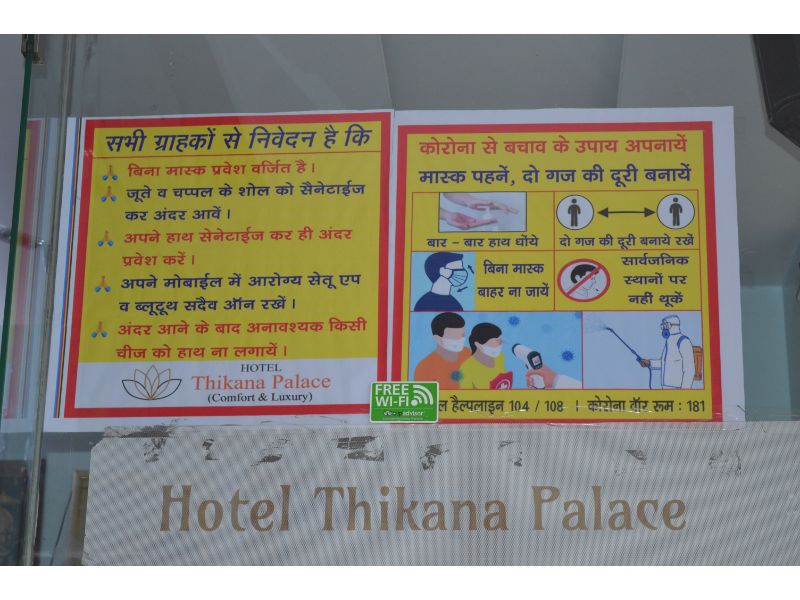 सभी ग्राहकों से निवेदन है कि
बिना मास्क प्रवेश वर्जित है।
जूते व चप्पल के शोल को सैनेटाईज
कर अंदर आवें।
अपने हाथ सेनेटाईज कर ही अंदर
प्रवेश करें।
अपने मोबाईल में आरोग्य सेतू एप
व ब्लूटूथ सदैव ऑन रखें।
अंदर आने के बाद अनावश्यक किसी
चीज को हाथ ना लगायें।
HOTEL
Thikana Palace
(Comfort & Luxury)
कोरोना से बचाव के उपाय अपनायें
मास्क पहनें, दो गज की दूरी बनायें
बार - बार हाथ धोंये
दो गज की दूरी बनाये रखें
बिना मास्क
बाहर ना जायें
सार्वजनिक
स्थानों पर
नहीं थूकें
हैल्पलाइन 104 / 108 । कोरोना वॉर रूम : 181
FREE
Wi-Fi
advisor
Hotel Thikana Palace